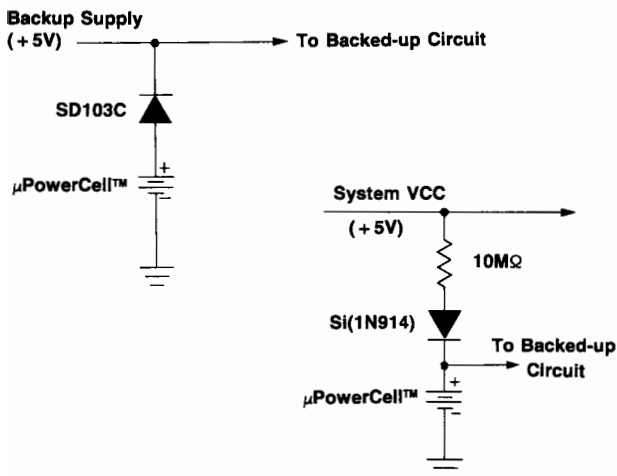 Backup Supply
(+5V)
To Backed-up Circuit
SD103C
+
μPowerCell™
−
System VCC
(+5V)
10MΩ
Si(1N914)
To Backed-up
Circuit
+
μPowerCell™
−